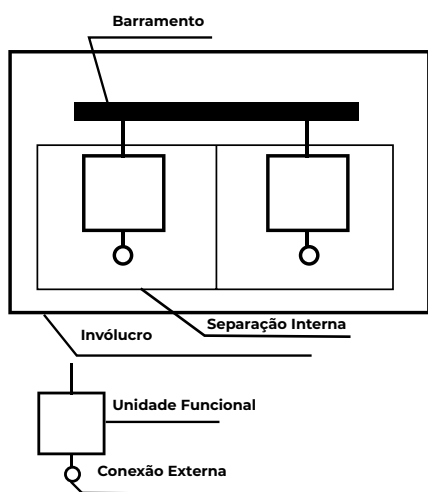 Barramento
Separação Interna
Invólucro
Unidade Funcional
Conexão Externa